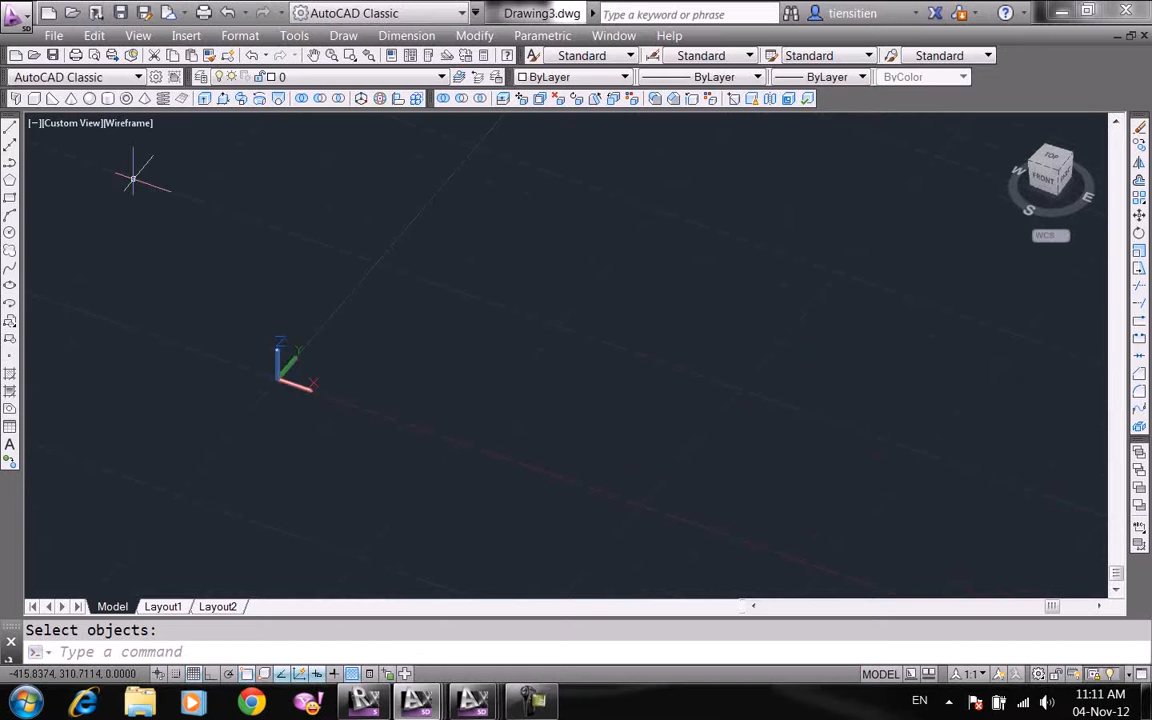 AutoCAD Classic
Drawing3.dwg
Type a keyword or phrase
tiensitien
SD
File Edit View Insert Format Tools Draw Dimension Modify Parametric Window Help
Standard Standard Standard Standard
AutoCAD Classic 0 ByLayer ByLayer ByLayer ByColor
[−][Custom View][Wireframe]
TOP
FRONT
W
S
E
WCS
Z
Y
X
A
Model Layout1 Layout2
Select objects:
Type a command
-415.8374, 310.7114, 0.0000
MODEL
1:1
EN
11:11 AM
04-Nov-12